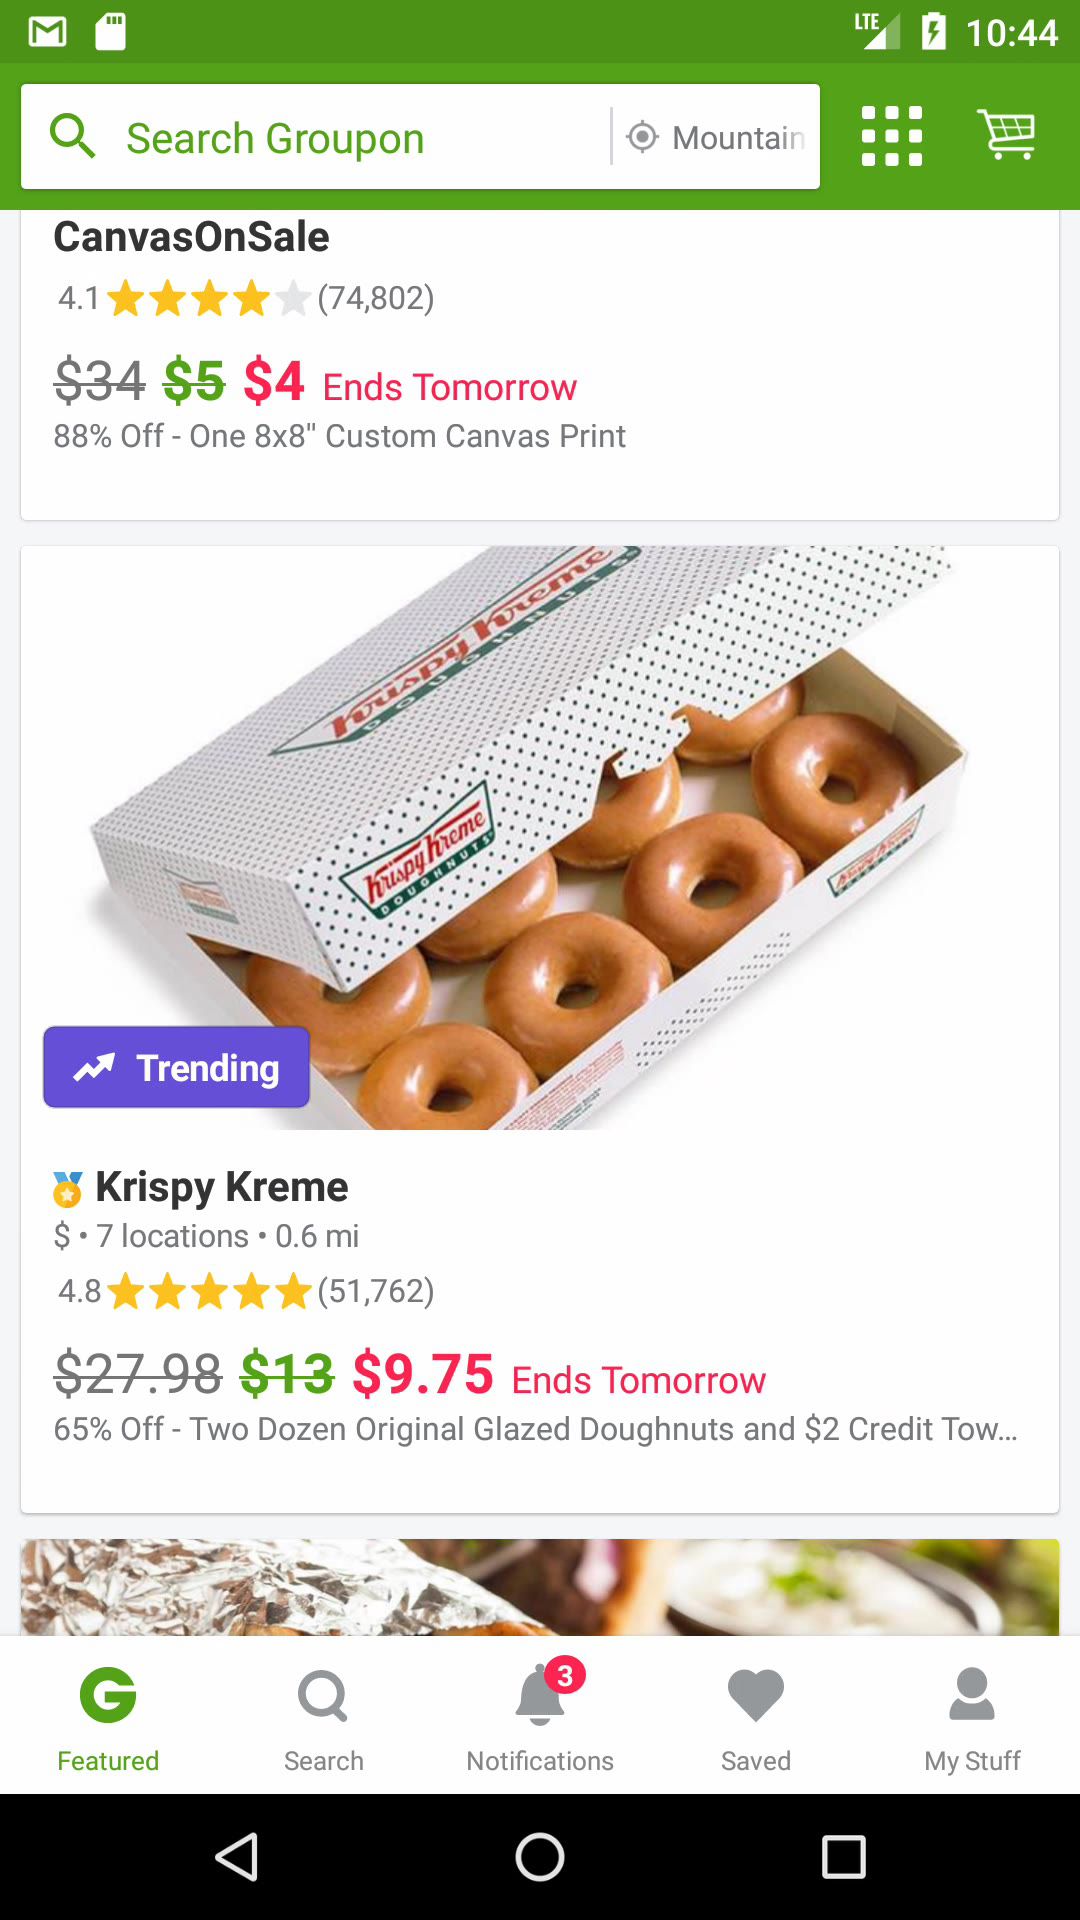 LTE 10:44
Search Groupon Mountain
CanvasOnSale
4.1 (74,802)
$34 $5 $4 Ends Tomorrow
88% Off - One 8x8" Custom Canvas Print
Krispy Kreme
DOUGHNUTS
Krispy Kreme
DOUGHNUTS
Trending
Krispy Kreme
$ • 7 locations • 0.6 mi
4.8 (51,762)
$27.98 $13 $9.75 Ends Tomorrow
65% Off - Two Dozen Original Glazed Doughnuts and $2 Credit Tow...
3
Featured Search Notifications Saved My Stuff